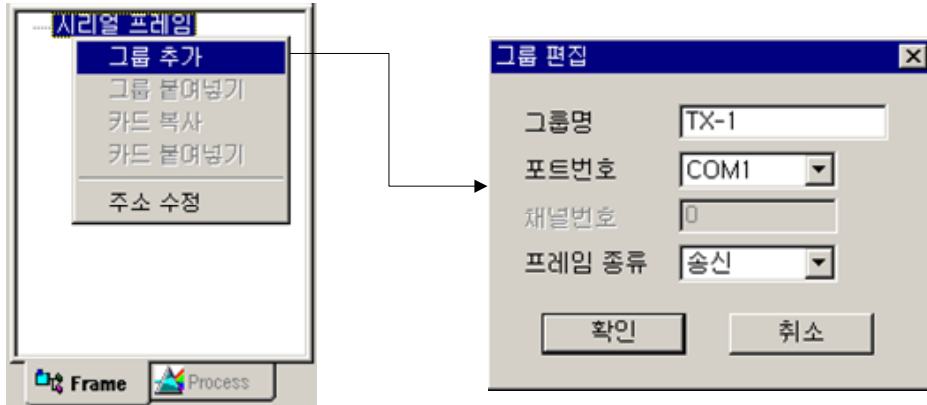 시리얼 프레임
그룹 추가
그룹 붙여넣기
카드 복사
카드 붙여넣기
주소 수정
Frame
Process
그룹 편집
그룹명
TX-1
포트번호
COM1
채널번호
0
프레임 종류
송신
확인
취소